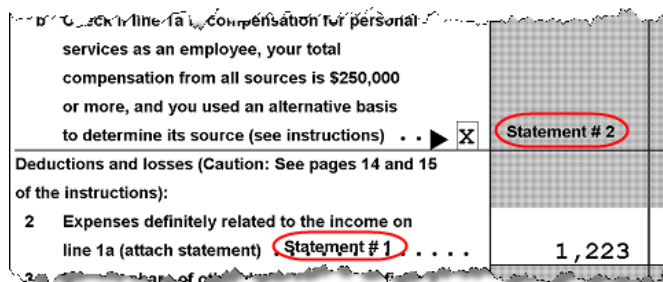 compensation for personal
services as an employee, your total
compensation from all sources is $250,000
or more, and you used an alternative basis
to determine its source (see instructions) . . ▶ X Statement # 2
Deductions and losses (Caution: See pages 14 and 15
of the instructions):
2 Expenses definitely related to the income on
line 1a (attach statement) Statement # 1 . . . . 1,223